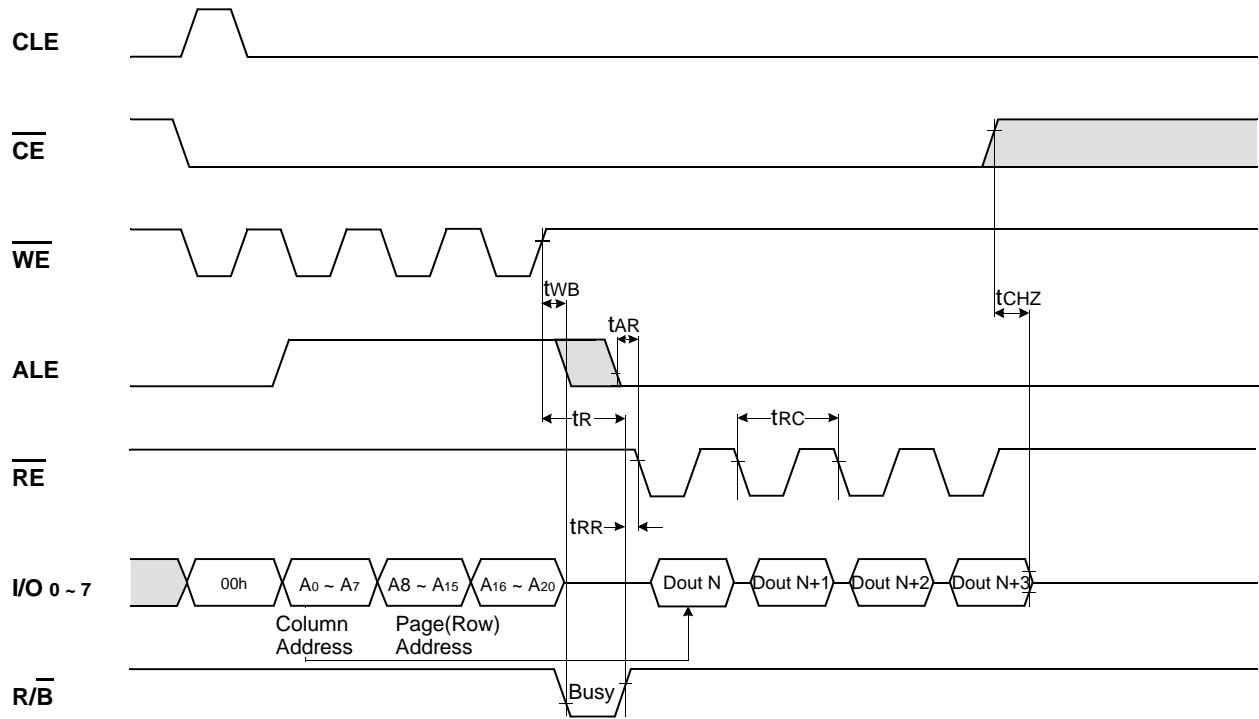 CLE
CE
WE
tWB
tCHZ
tAR
ALE
tR
tRC
RE
tRR
I/O 0 ~ 7
00h
A0 ~ A7
A8 ~ A15
A16 ~ A20
Dout N
Dout N+1
Dout N+2
Dout N+3
Column
Address
Page(Row)
Address
R/B
Busy